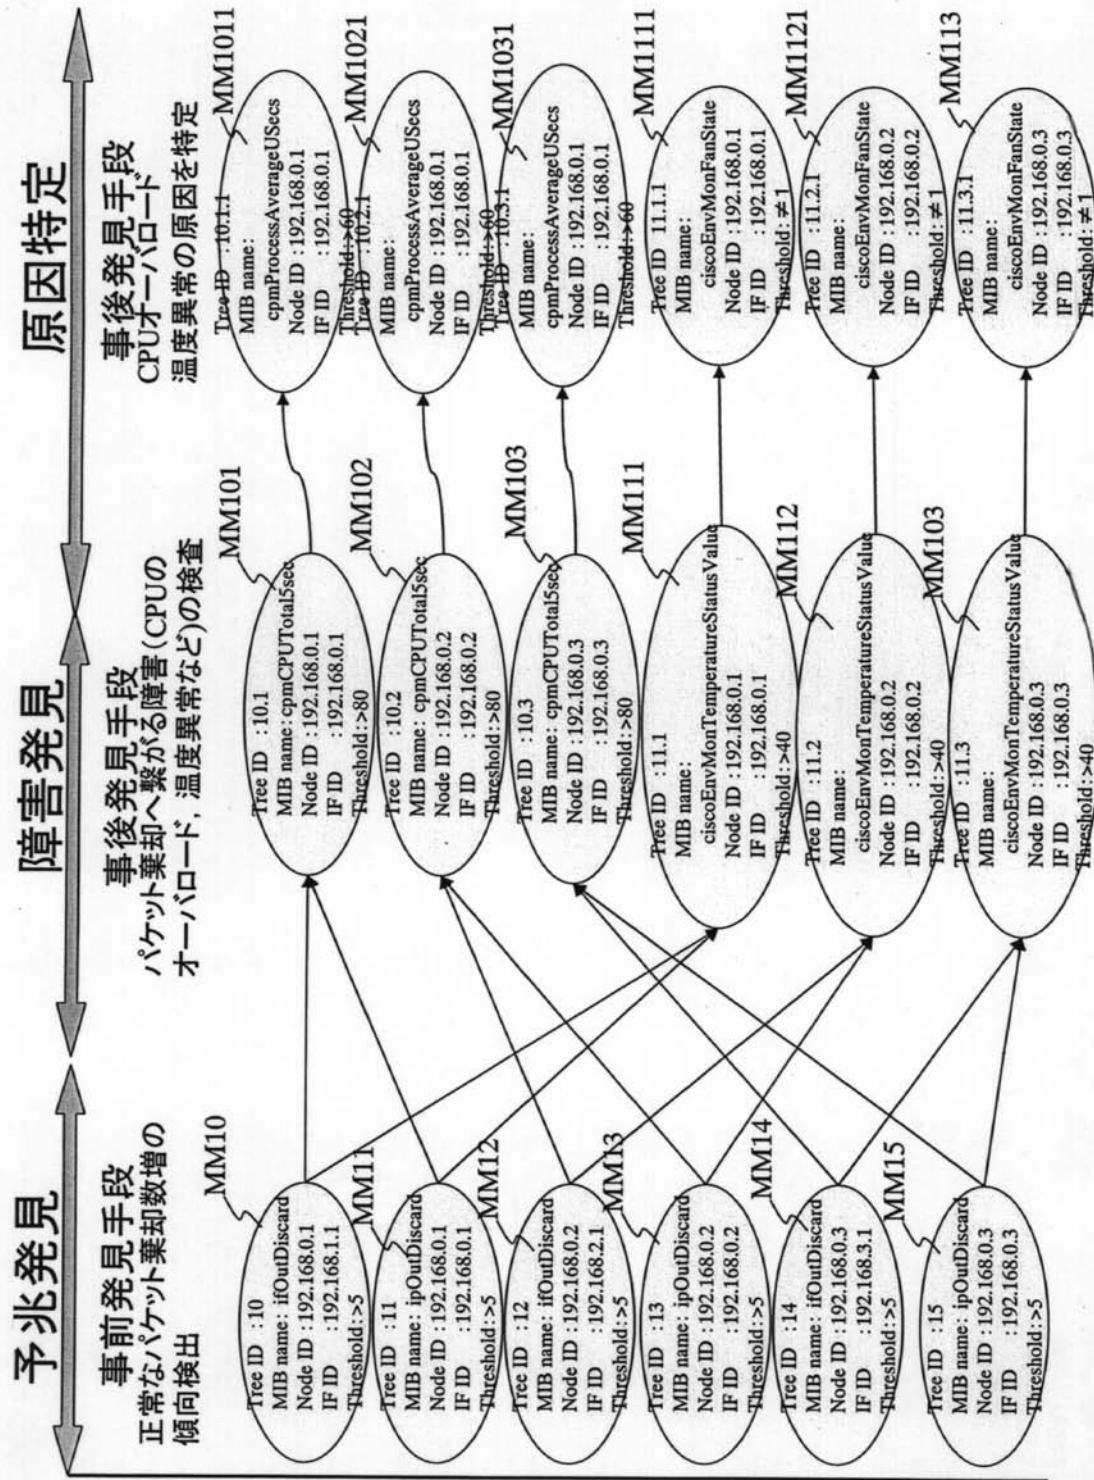 予兆発見
事前発見手段
正常なパケット棄却数増の
傾向検出
MM10
Tree ID :10
MIB name: ifOutDiscard
Node ID :192.168.0.1
IF ID :192.168.1.1
Threshold:>5
MM11
Tree ID :11
MIB name: ipOutDiscard
Node ID :192.168.0.1
IF ID :192.168.0.1
Threshold:>5
MM12
Tree ID :12
MIB name: ifOutDiscard
Node ID :192.168.0.2
IF ID :192.168.2.1
Threshold:>5
MM13
Tree ID :13
MIB name: ipOutDiscard
Node ID :192.168.0.2
IF ID :192.168.0.2
Threshold:>5
MM14
Tree ID :14
MIB name: ifOutDiscard
Node ID :192.168.0.3
IF ID :192.168.3.1
Threshold:>5
MM15
Tree ID :15
MIB name: ipOutDiscard
Node ID :192.168.0.3
IF ID :192.168.0.3
Threshold:>5
障害発見
事後発見手段
パケット棄却へ繋がる障害(CPUの
オーバロード,温度異常など)の検査
MM101
Tree ID :10.1
MIB name:cpmCPUTotal5sec
Node ID :192.168.0.1
IF ID :192.168.0.1
Threshold:>80
MM102
Tree ID :10.2
MIB name: cpmCPUTotal5sec
Node ID :192.168.0.2
IF ID :192.168.0.2
Threshold:>80
MM103
Tree ID :10.3
MIB name: cpmCPUTotal5sec
Node ID :192.168.0.3
IF ID :192.168.0.3
Threshold:>80
MM111
Tree ID :11.1
MIB name:
ciscoEnvMonTemperatureStatusValue
Node ID :192.168.0.1
IF ID :192.168.0.1
Threshold:>40
MM112
Tree ID :11.2
MIB name:
ciscoEnvMonTemperatureStatusValue
Node ID :192.168.0.2
IF ID :192.168.0.2
Threshold:>40
MM103
Tree ID :11.3
MIB name:
ciscoEnvMonTemperatureStatusValue
Node ID :192.168.0.3
IF ID :192.168.0.3
Threshold:>40
原因特定
事後発見手段
CPUオーバロード
温度異常の原因を特定
MM1011
Tree ID :10.1.1
MIB name:
cpmProcessAverageUSecs
Node ID :192.168.0.1
IF ID :192.168.0.1
Threshold:>60
MM1021
Tree ID :10.2.1
MIB name:
cpmProcessAverageUSecs
Node ID :192.168.0.1
IF ID :192.168.0.1
Threshold:>60
MM1031
Tree ID :10.3.1
MIB name:
cpmProcessAverageUSecs
Node ID :192.168.0.1
IF ID :192.168.0.1
Threshold:>60
MM1111
Tree ID 11.1.1
MIB name:
ciscoEnvMonFanState
Node ID :192.168.0.1
IF ID :192.168.0.1
Threshold:≠1
MM1121
Tree ID :11.2.1
MIB name:
ciscoEnvMonFanState
Node ID :192.168.0.2
IF ID :192.168.0.2
Threshold:≠1
MM113
Tree ID :11.3.1
MIB name:
ciscoEnvMonFanState
Node ID :192.168.0.3
IF ID :192.168.0.3
Threshold:≠1